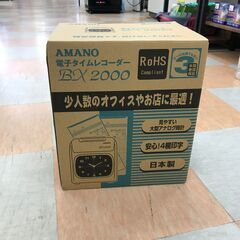 AMANO
電子タイムレコーダー
BX 2000
RoHS
Compliant
3
少人数のオフィスやお店に最適！
見やすい
大型アナログ時計
安心！4欄印字
日本製